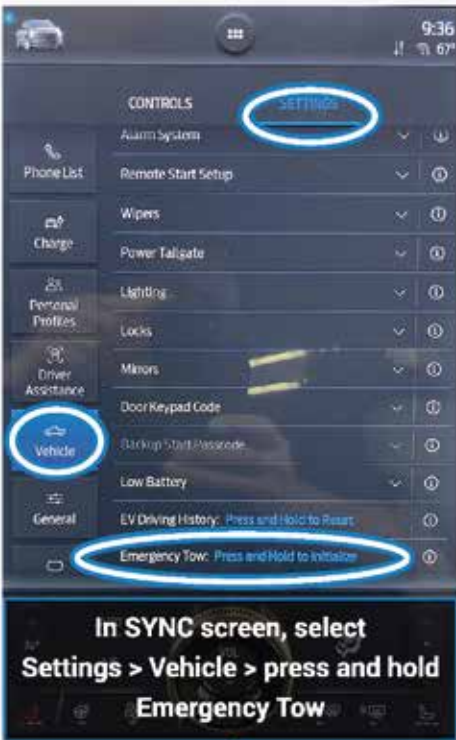 9:36
67°
CONTROLS
SETTINGS
Alarm System
Phone List
Remote Start Setup
Wipers
Charge
Power Tailgate
Personal
Profiles
Lighting
Locks
Driver
Assistance
Mirrors
Door Keypad Code
Vehicle
Backup Start Passcode
Low Battery
General
EV Driving History: Press and Hold to Reset
Emergency Tow: Press and Hold to Initialize
In SYNC screen, select
Settings > Vehicle > press and hold
Emergency Tow